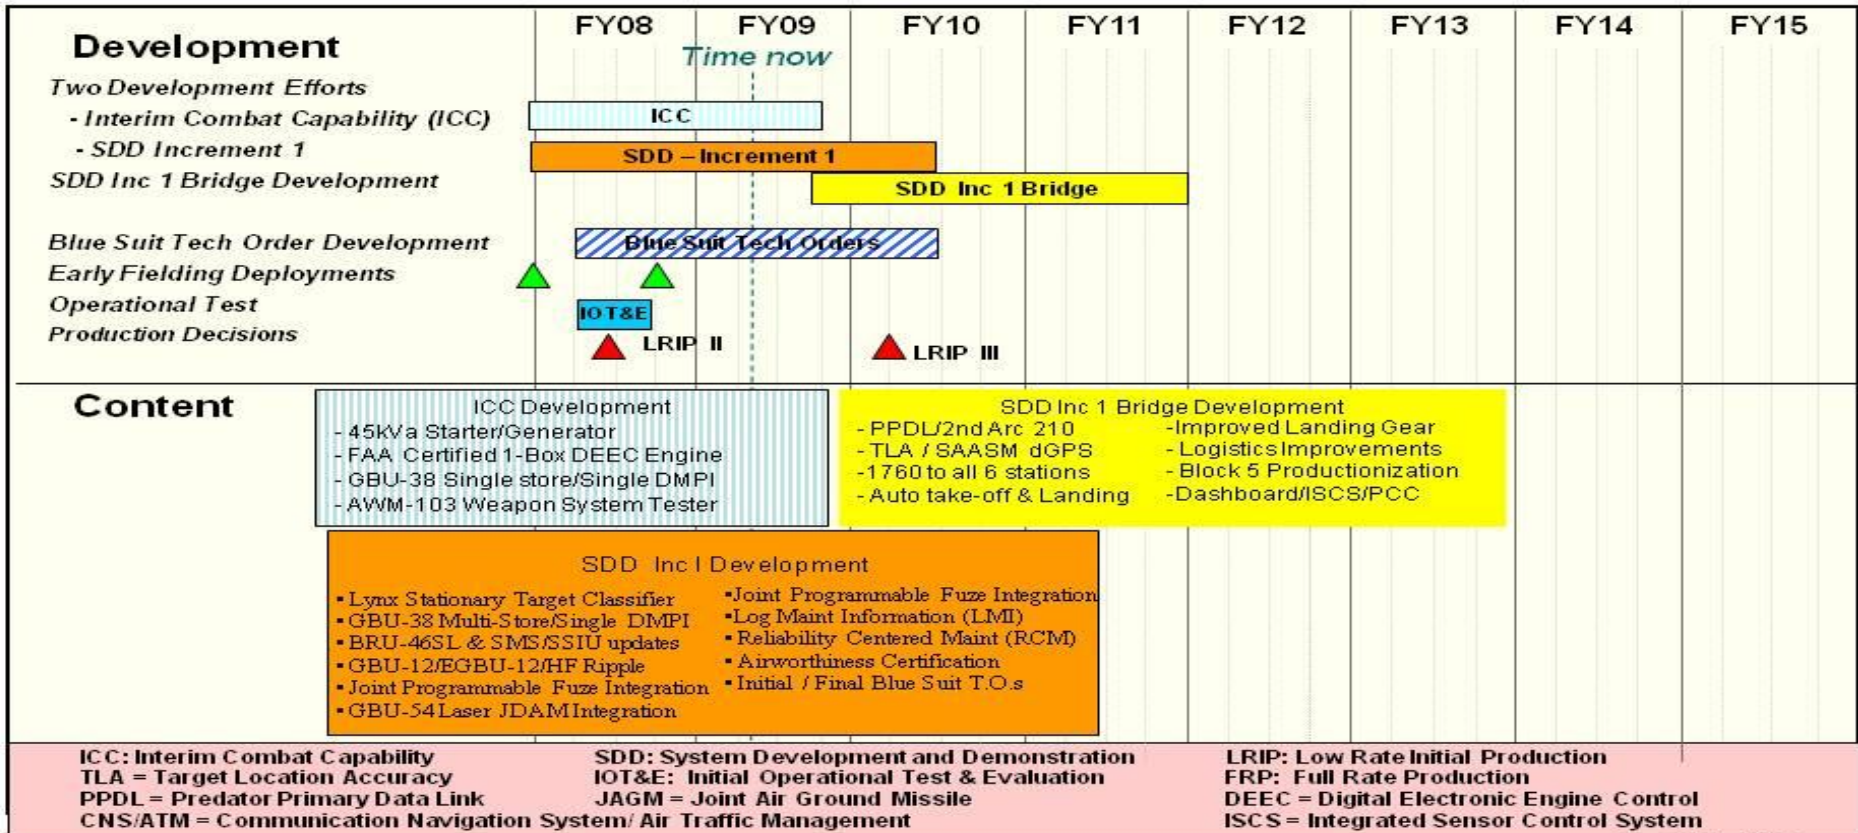 FY08 FY09 FY10 FY11 FY12 FY13 FY14 FY15
Development
Time now
Two Development Efforts
- Interim Combat Capability (ICC)
ICC
- SDD Increment 1
SDD – Increment 1
SDD Inc 1 Bridge Development
SDD Inc 1 Bridge
Blue Suit Tech Order Development
Blue Suit Tech Orders
Early Fielding Deployments
Operational Test
IOT&E
Production Decisions
LRIP II
LRIP III
Content
ICC Development
- 45kVa Starter/Generator
- FAA Certified 1-Box DEEC Engine
- GBU-38 Single store/Single DMPI
- AWM-103 Weapon System Tester
SDD Inc 1 Bridge Development
- PPDL/2nd Arc 210
- TLA / SAASM dGPS
- 1760 to all 6 stations
- Auto take-off & Landing
- Improved Landing Gear
- Logistics Improvements
- Block 5 Productionization
- Dashboard/ISCS/PCC
SDD Inc I Development
▪ Lynx Stationary Target Classifier
▪ GBU-38 Multi-Store/Single DMPI
▪ BRU-46SL & SMS/SSIU updates
▪ GBU-12/EGBU-12/HF Ripple
▪ Joint Programmable Fuze Integration
▪ GBU-54 Laser JDAM Integration
▪ Joint Programmable Fuze Integration
▪ Log Maint Information (LMI)
▪ Reliability Centered Maint (RCM)
▪ Airworthiness Certification
▪ Initial / Final Blue Suit T.O.s
ICC: Interim Combat Capability
TLA = Target Location Accuracy
PPDL = Predator Primary Data Link
CNS/ATM = Communication Navigation System/ Air Traffic Management
SDD: System Development and Demonstration
IOT&E: Initial Operational Test & Evaluation
JAGM = Joint Air Ground Missile
LRIP: Low Rate Initial Production
FRP: Full Rate Production
DEEC = Digital Electronic Engine Control
ISCS = Integrated Sensor Control System